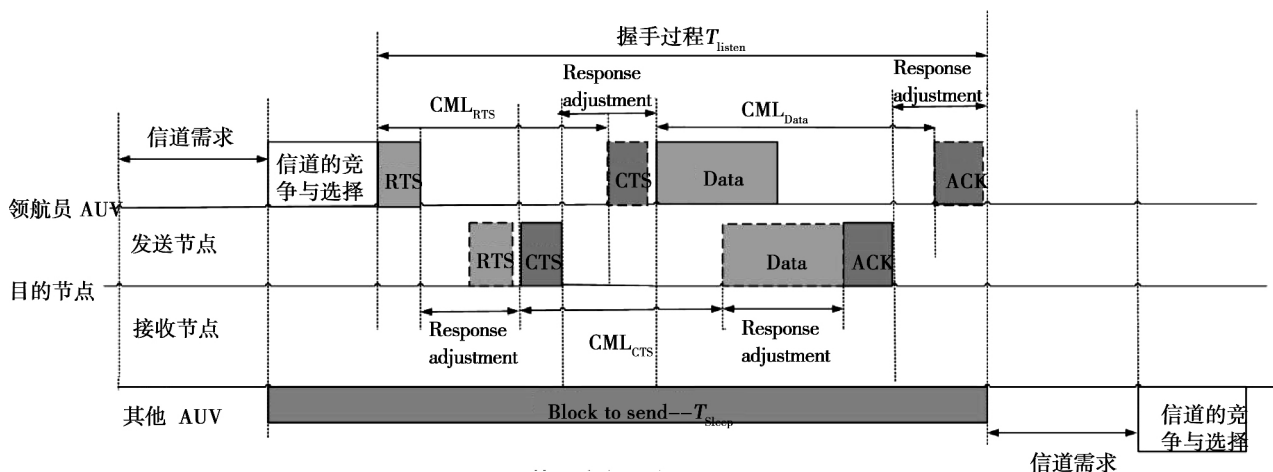 握手过程T_listen
Response
adjustment
Response
adjustment
CML_RTS
CML_Data
信道需求
信道的竞
争与选择
RTS
CTS
Data
ACK
领航员 AUV
发送节点
RTS
CTS
Data
ACK
目的节点
接收节点
Response
adjustment
CML_CTS
Response
adjustment
其他 AUV
Block to send--T_Sleep
信道的竞
争与选择
信道需求